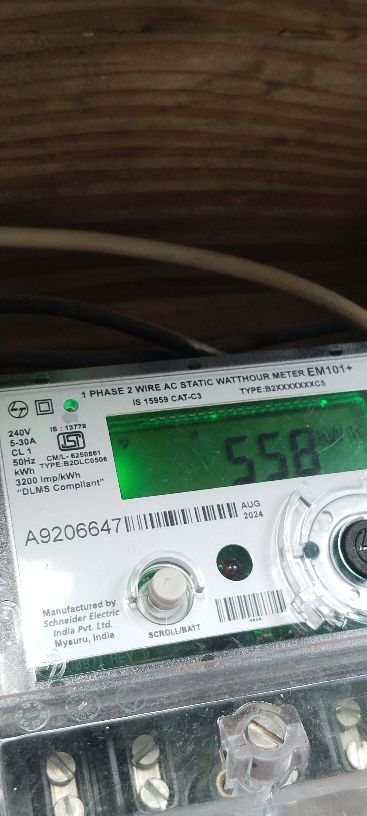 1 PHASE 2 WIRE AC STATIC WATTHOUR METER EM101+
IS 15959 CAT-C3 TYPE:B2XXXXXXXC5
240V
5-30A
CL 1
50Hz
kWh
3200 imp/kWh
"DLMS Compliant"
IS : 13779
ISI
CM/L- 6250861
TYPE:B2DLC0506
558
A9206647
AUG
2024
Manufactured by
Schneider Electric
India Pvt. Ltd.
Mysuru, India
SCROLL/BATT